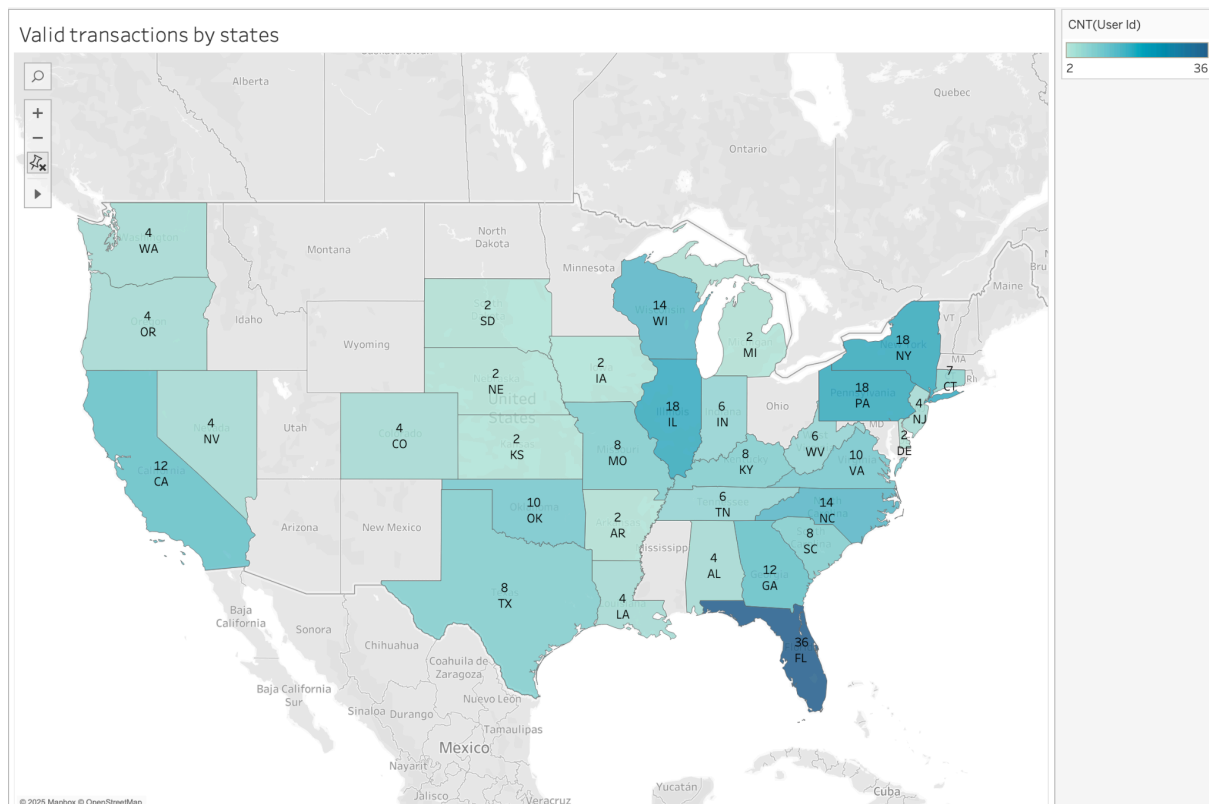 Valid transactions by states
CNT(User Id)
2
36
Alberta
Quebec
Ontario
4
WA
Montana
North
Dakota
Minnesota
Maine
4
OR
Idaho
Wyoming
2
SD
14
WI
2
MI
18
NY
VT
MA
2
IA
2
NE
United
States
18
PA
7
CT
Rh
4
NV
Utah
4
CO
2
KS
8
MO
18
IL
6
IN
Ohio
4
NJ
MD
2
DE
6
WV
8
KY
10
VA
12
CA
Arizona
New Mexico
10
OK
2
AR
6
TN
14
NC
8
SC
Mississipp
4
AL
12
GA
8
TX
4
LA
36
FL
Baja
California
Sonora
Chihuahua
Coahuila de
Zaragoza
Baja California
Sur
Sinaloa
Durango
Nuevo León
Tamaulipas
Mexico
Nayarit
Jalisco
Veracruz
Yucatán
Cuba
© 2025 Mapbox © OpenStreetMap